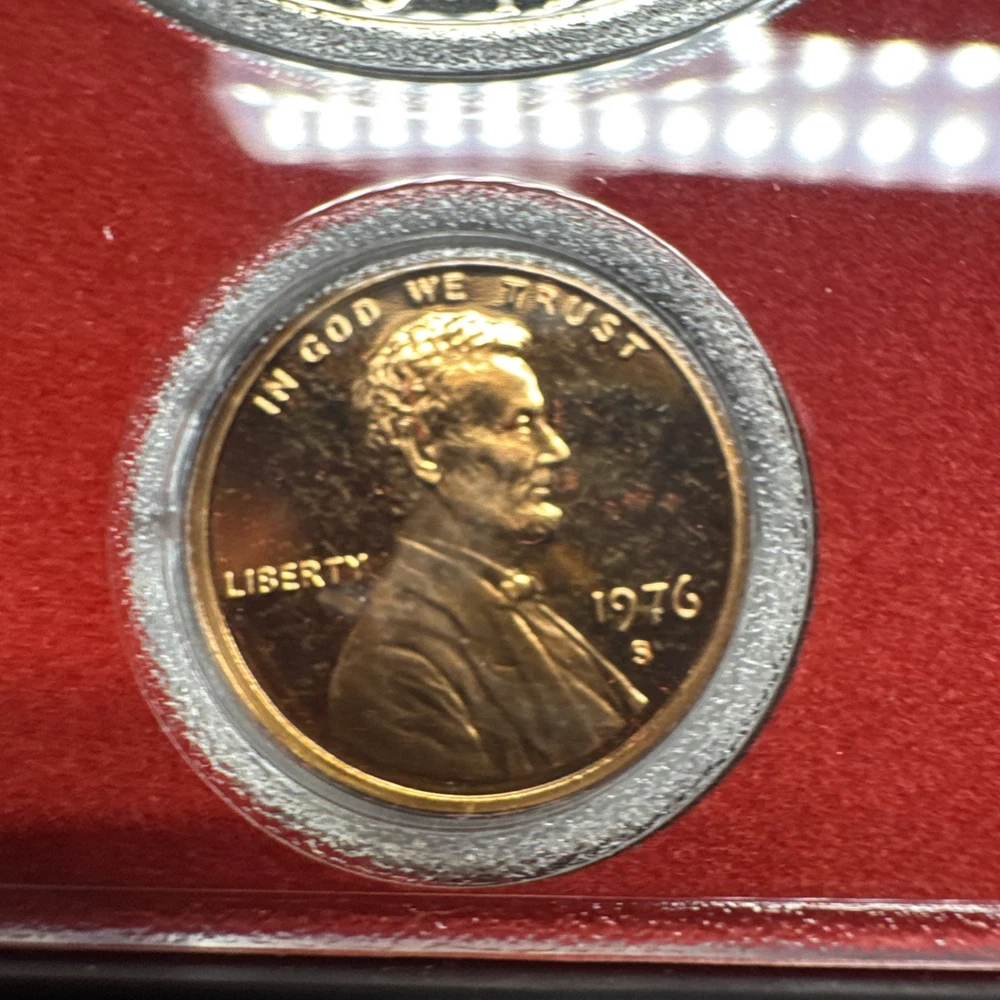 IN GOD WE TRUST
LIBERTY
1976
S